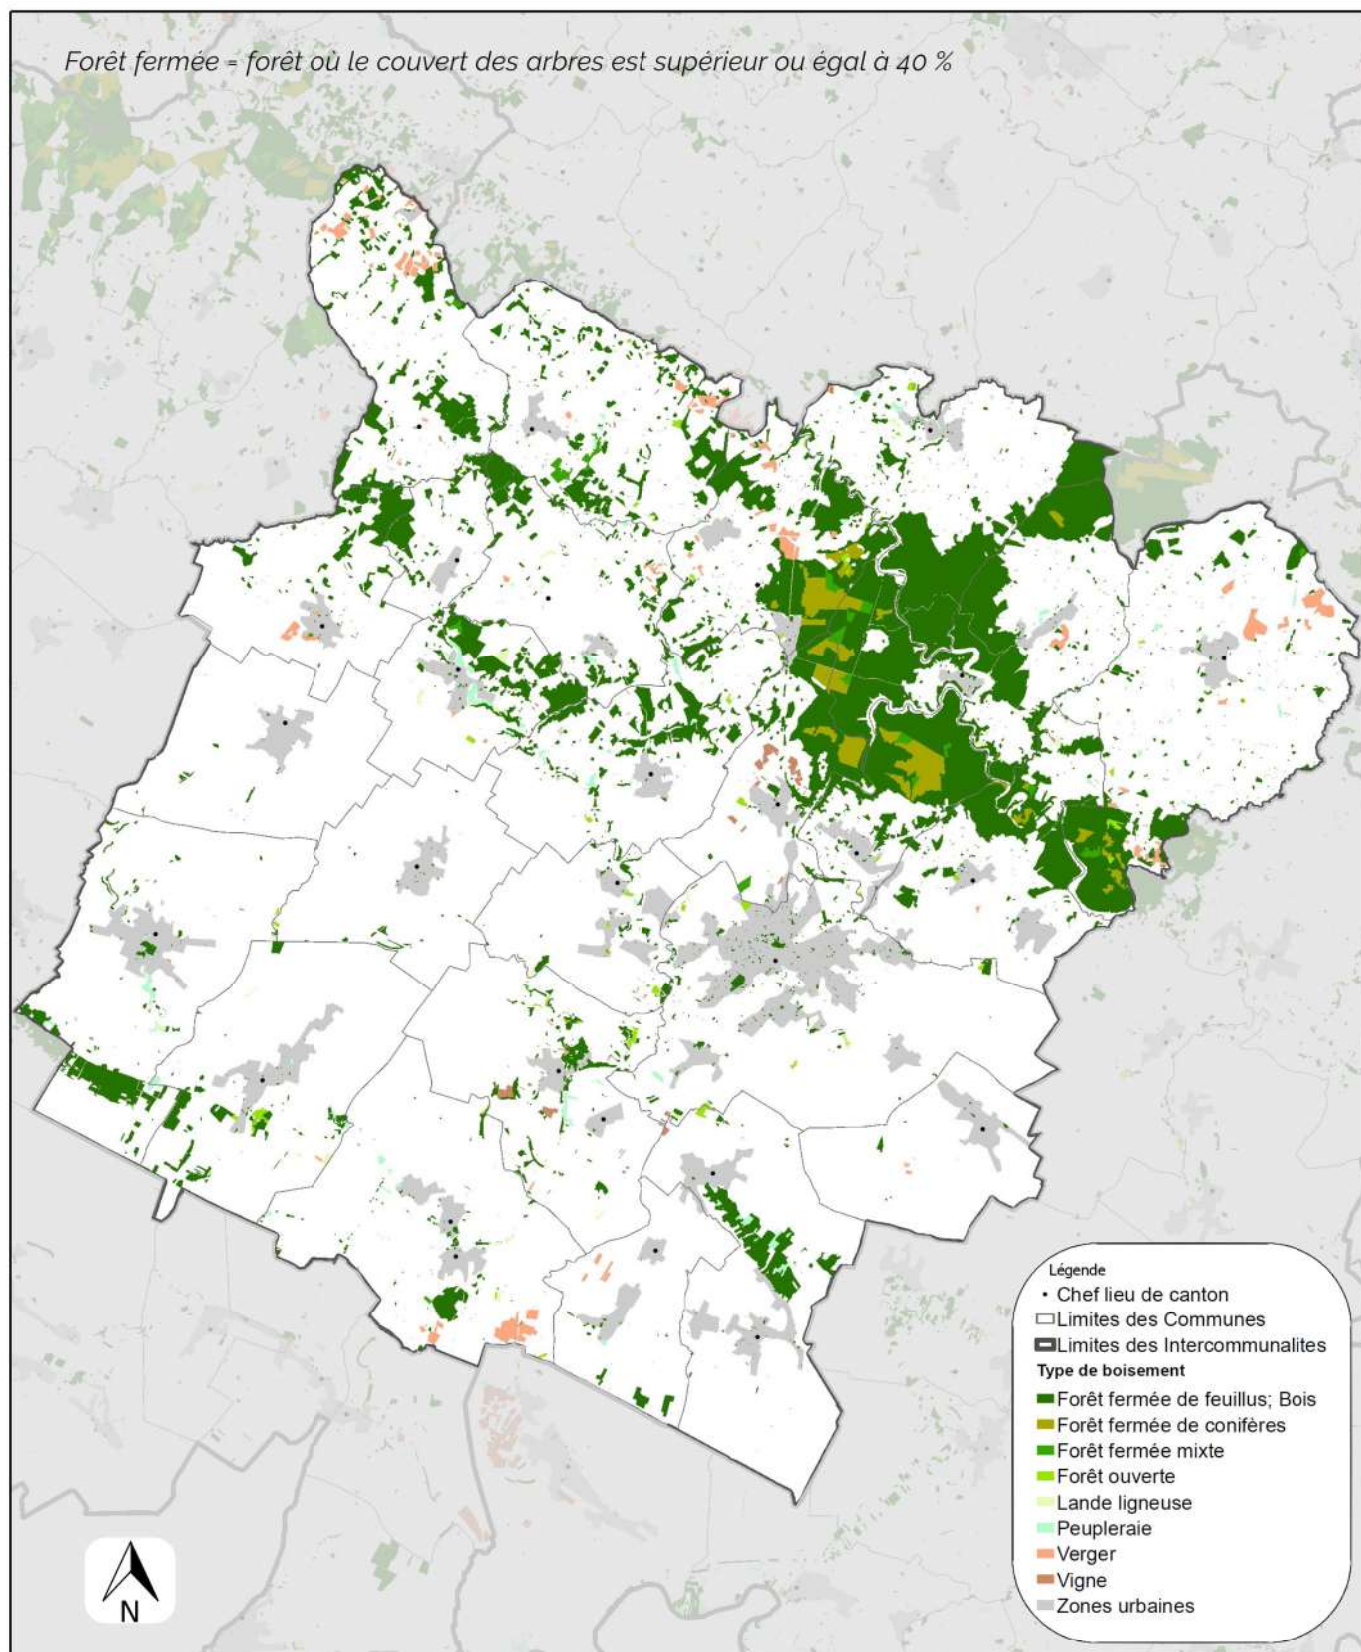 Forêt fermée = forêt où le couvert des arbres est supérieur ou égal à 40 %
Légende
Chef lieu de canton
Limites des Communes
Limites des Intercommunalites
Type de boisement
Forêt fermée de feuillus; Bois
Forêt fermée de conifères
Forêt fermée mixte
Forêt ouverte
Lande ligneuse
Peupleraie
Verger
Vigne
Zones urbaines
N